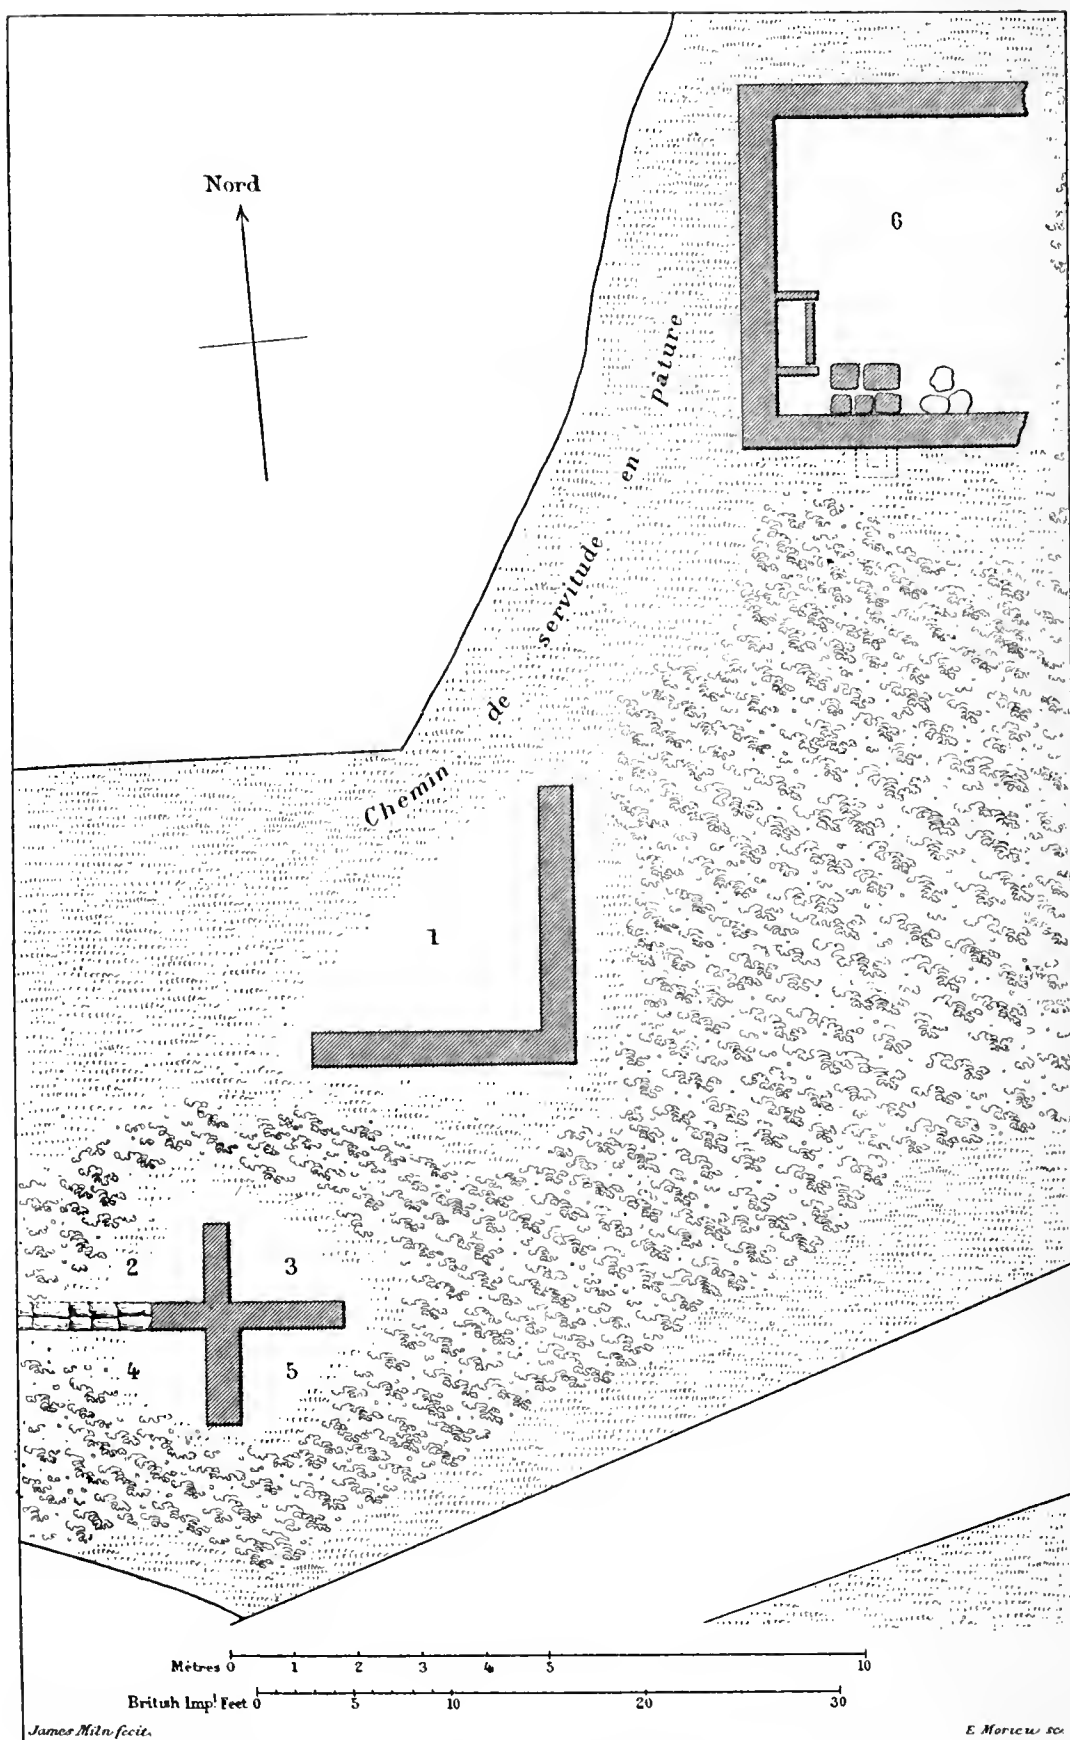 Nord
6
Chemin de servitude en pâture
1
2
3
4
5
Mètres 0 1 2 3 4 5 10
British Imp! Feet 0 5 10 20 30
James Miln fecit.
E. Morieu sc.